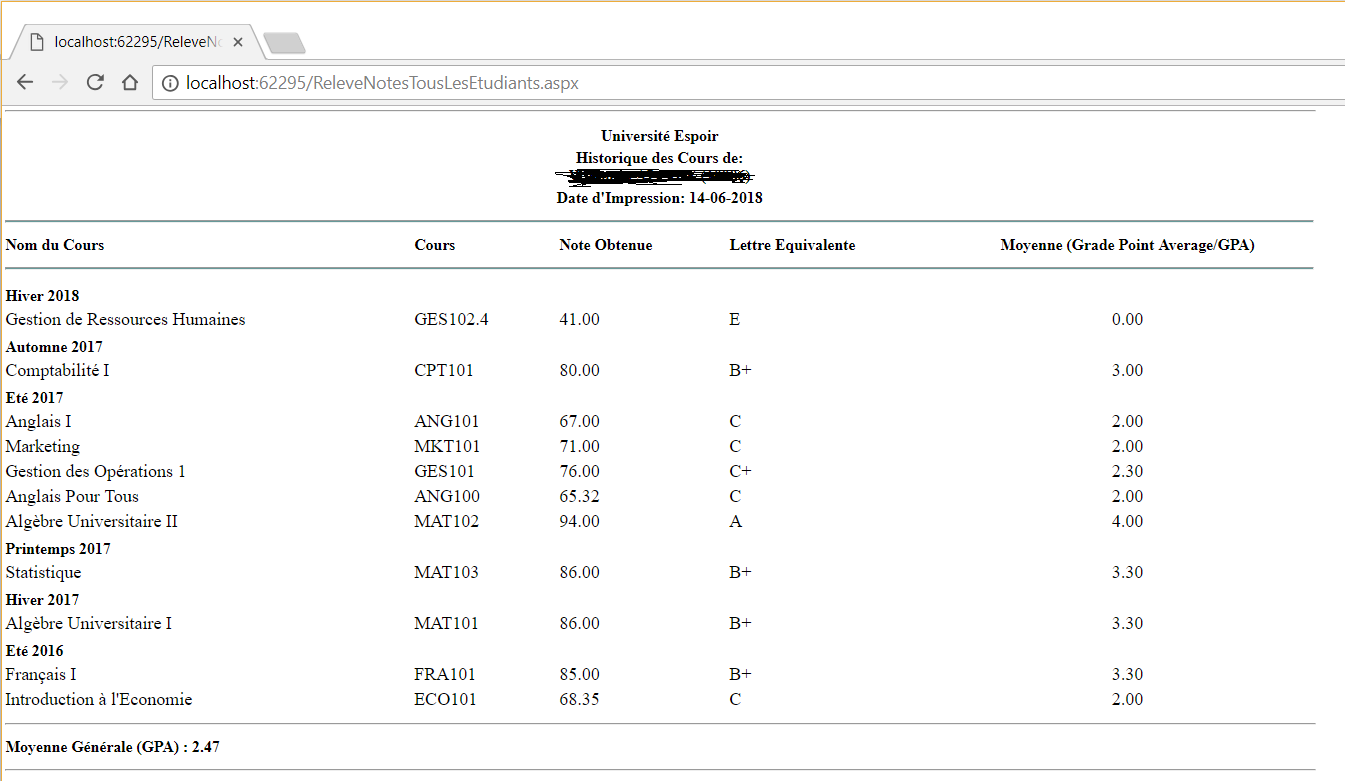 localhost:62295/ReleveNo
localhost:62295/ReleveNotesTousLesEtudiants.aspx
Université Espoir
Historique des Cours de:
Date d'Impression: 14-06-2018
Nom du Cours Cours Note Obtenue Lettre Equivalente Moyenne (Grade Point Average/GPA)
Hiver 2018
Gestion de Ressources Humaines GES102.4 41.00 E 0.00
Automne 2017
Comptabilité I CPT101 80.00 B+ 3.00
Eté 2017
Anglais I ANG101 67.00 C 2.00
Marketing MKT101 71.00 C 2.00
Gestion des Opérations 1 GES101 76.00 C+ 2.30
Anglais Pour Tous ANG100 65.32 C 2.00
Algèbre Universitaire II MAT102 94.00 A 4.00
Printemps 2017
Statistique MAT103 86.00 B+ 3.30
Hiver 2017
Algèbre Universitaire I MAT101 86.00 B+ 3.30
Eté 2016
Français I FRA101 85.00 B+ 3.30
Introduction à l'Economie ECO101 68.35 C 2.00
Moyenne Générale (GPA) : 2.47